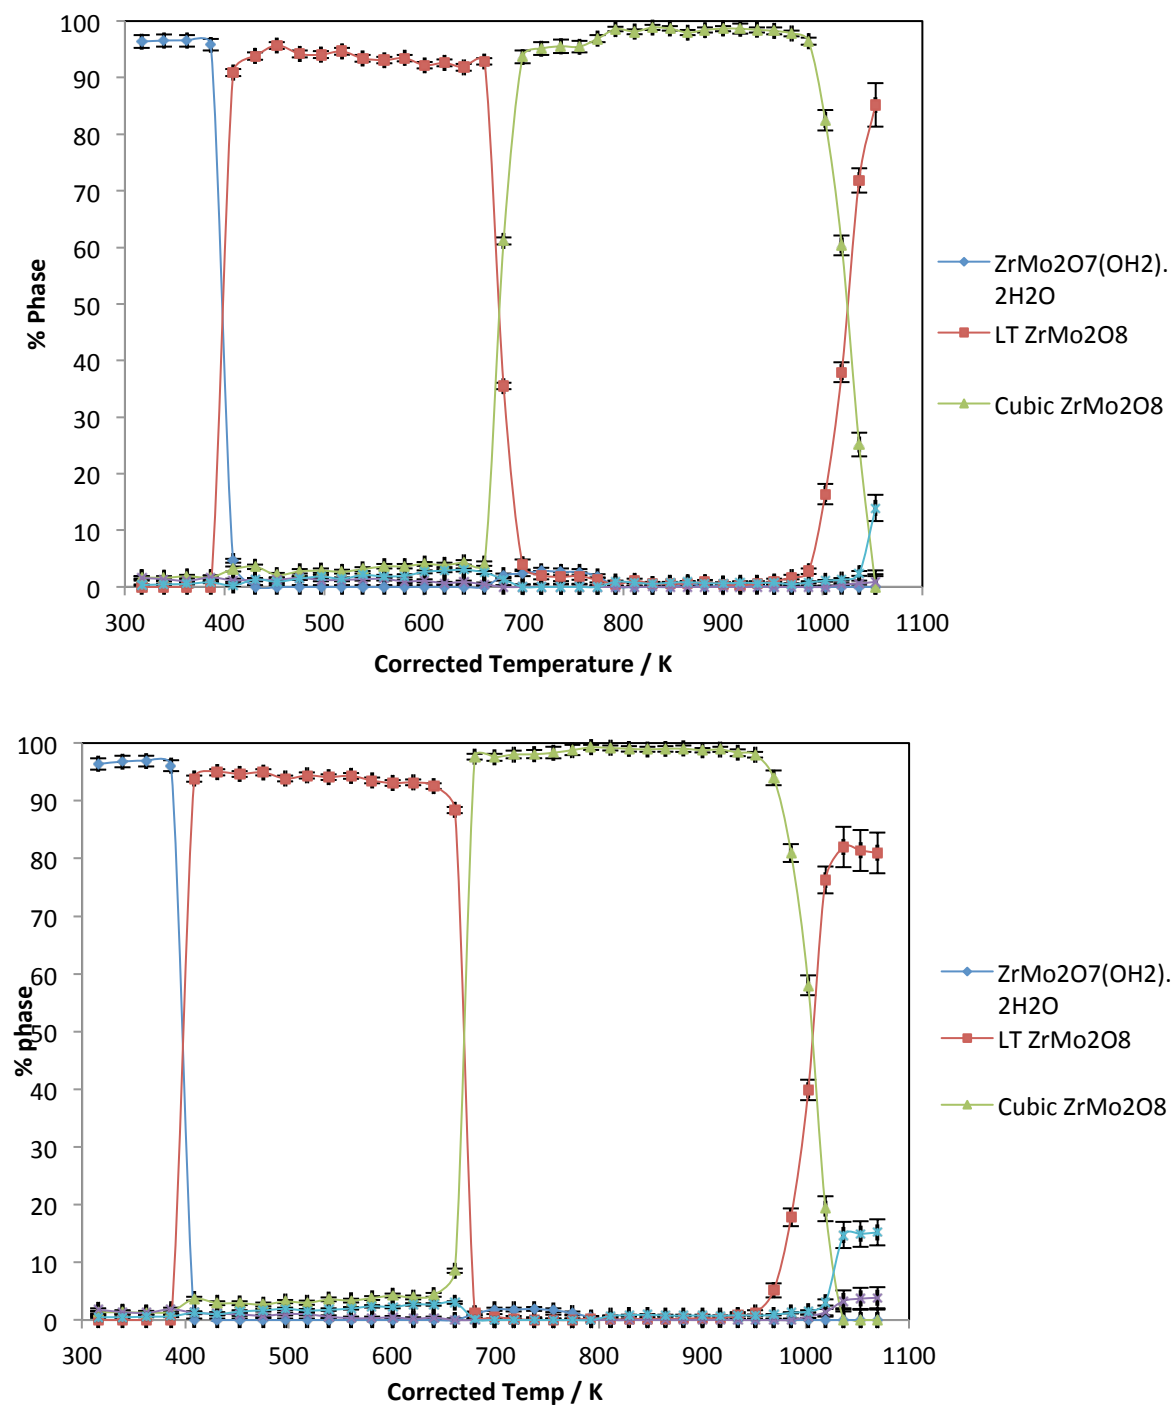 100
90
80
70
60
50
40
30
20
10
0
% Phase
300 400 500 600 700 800 900 1000 1100
Corrected Temperature / K
ZrMo2O7(OH2).
2H2O
LT ZrMo2O8
Cubic ZrMo2O8
100
90
80
70
60
50
40
30
20
10
0
% phase
300 400 500 600 700 800 900 1000 1100
Corrected Temp / K
ZrMo2O7(OH2).
2H2O
LT ZrMo2O8
Cubic ZrMo2O8